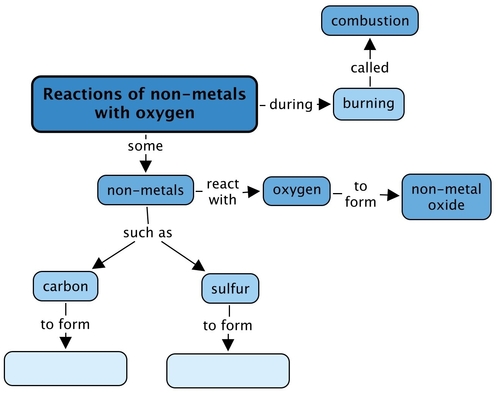 combustion
called
Reactions of non-metals
with oxygen
during
burning
some
non-metals
react
with
oxygen
to
form
non-metal
oxide
such as
carbon
sulfur
to form
to form